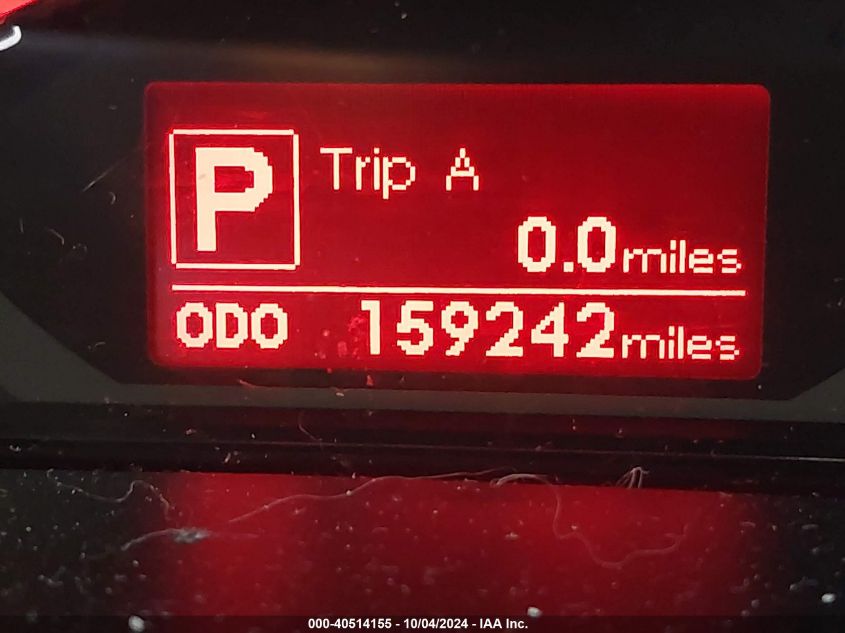 P
Trip A
0.0miles
ODO 159242miles
000-40514155 - 10/04/2024 - IAA Inc.